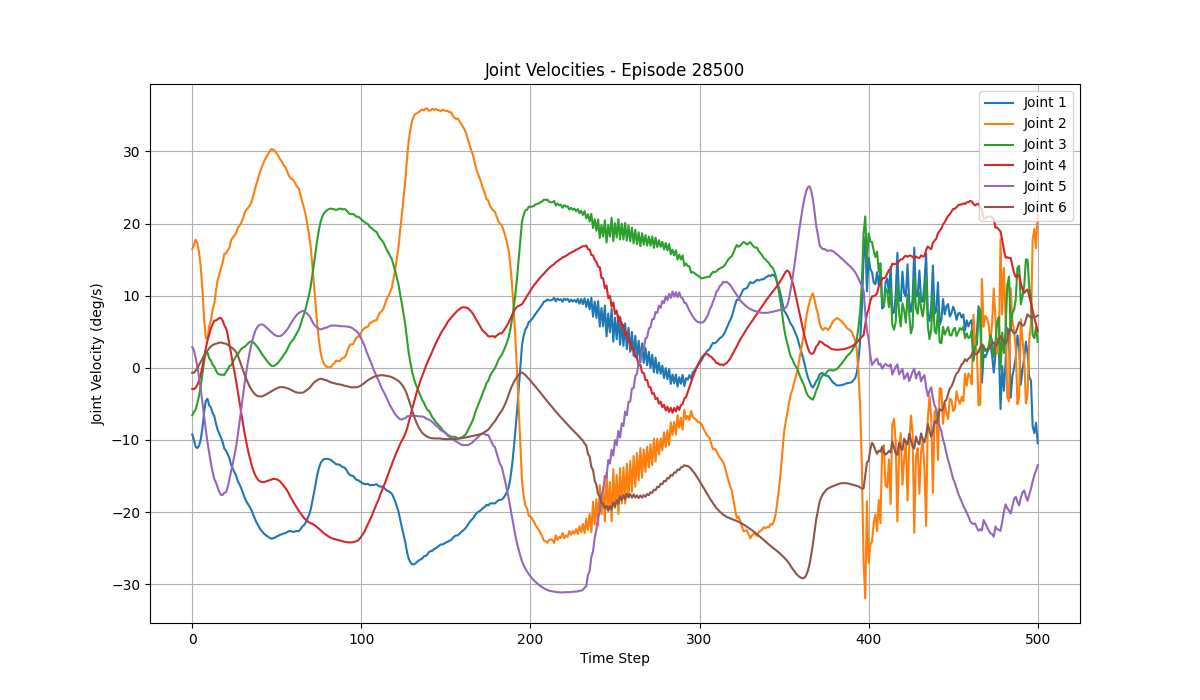 Joint Velocities - Episode 28500
Joint Velocity (deg/s)
30
20
10
0
−10
−20
−30
0
100
200
300
400
500
Time Step
Joint 1
Joint 2
Joint 3
Joint 4
Joint 5
Joint 6